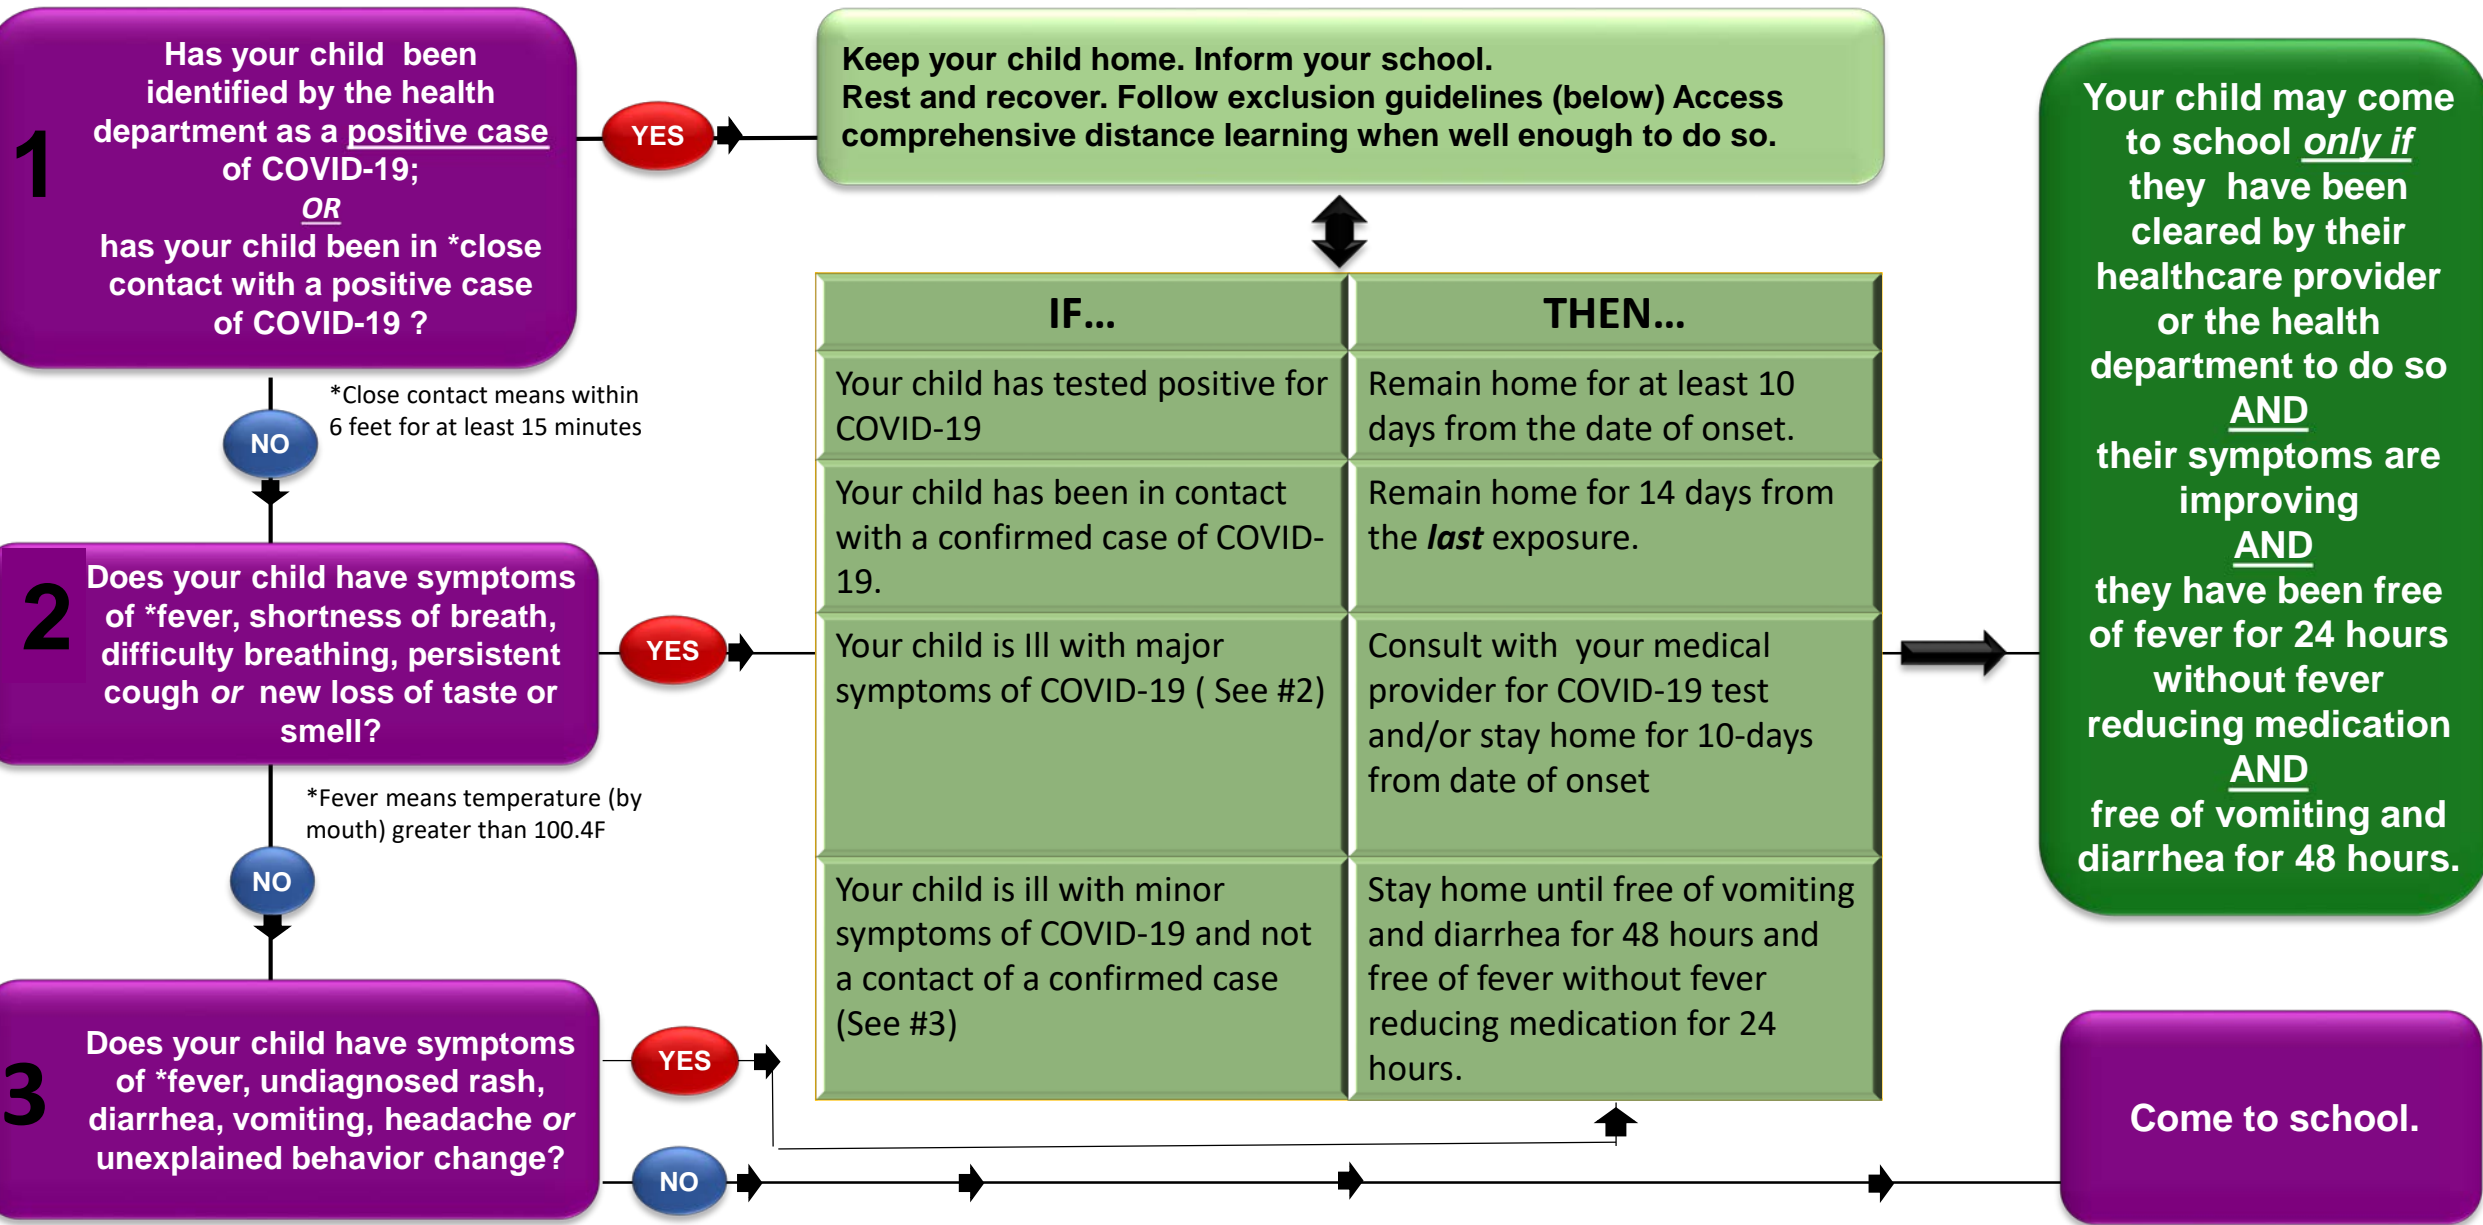 1
Has your child been
identified by the health
department as a positive case
of COVID-19;
OR
has your child been in *close
contact with a positive case
of COVID-19 ?
YES
Keep your child home. Inform your school.
Rest and recover. Follow exclusion guidelines (below) Access
comprehensive distance learning when well enough to do so.
*Close contact means within
6 feet for at least 15 minutes
NO
2
Does your child have symptoms
of *fever, shortness of breath,
difficulty breathing, persistent
cough or new loss of taste or
smell?
YES
*Fever means temperature (by
mouth) greater than 100.4F
NO
3
Does your child have symptoms
of *fever, undiagnosed rash,
diarrhea, vomiting, headache or
unexplained behavior change?
YES
NO
IF...
THEN...
Your child has tested positive for
COVID-19
Remain home for at least 10
days from the date of onset.
Your child has been in contact
with a confirmed case of COVID-
19.
Remain home for 14 days from
the last exposure.
Your child is Ill with major
symptoms of COVID-19 ( See #2)
Consult with your medical
provider for COVID-19 test
and/or stay home for 10-days
from date of onset
Your child is ill with minor
symptoms of COVID-19 and not
a contact of a confirmed case
(See #3)
Stay home until free of vomiting
and diarrhea for 48 hours and
free of fever without fever
reducing medication for 24
hours.
Your child may come
to school only if
they have been
cleared by their
healthcare provider
or the health
department to do so
AND
their symptoms are
improving
AND
they have been free
of fever for 24 hours
without fever
reducing medication
AND
free of vomiting and
diarrhea for 48 hours.
Come to school.